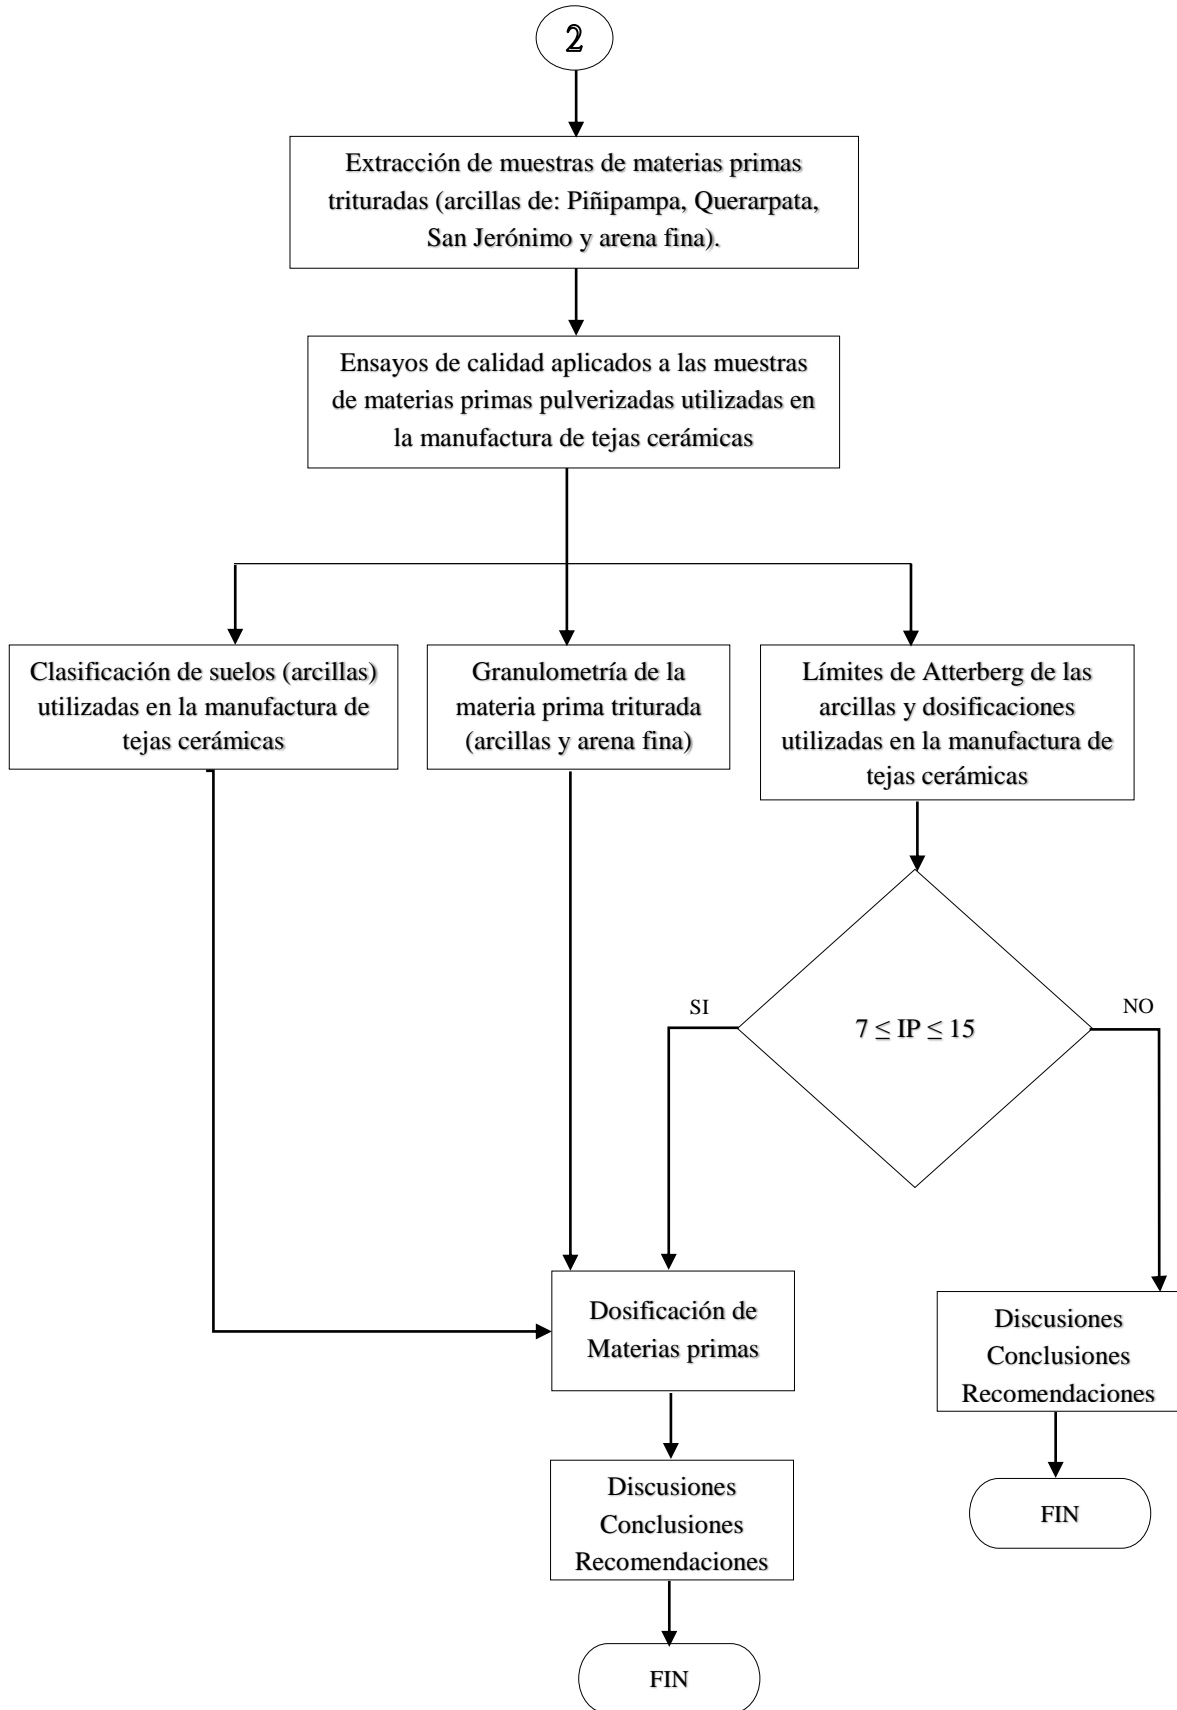 2
Extracción de muestras de materias primas
trituradas (arcillas de: Piñipampa, Querarpata,
San Jerónimo y arena fina).
Ensayos de calidad aplicados a las muestras
de materias primas pulverizadas utilizadas en
la manufactura de tejas cerámicas
Clasificación de suelos (arcillas)
utilizadas en la manufactura de
tejas cerámicas
Granulometría de la
materia prima triturada
(arcillas y arena fina)
Límites de Atterberg de las
arcillas y dosificaciones
utilizadas en la manufactura de
tejas cerámicas
SI
7 ≤ IP ≤ 15
NO
Dosificación de
Materias primas
Discusiones
Conclusiones
Recomendaciones
FIN
Discusiones
Conclusiones
Recomendaciones
FIN